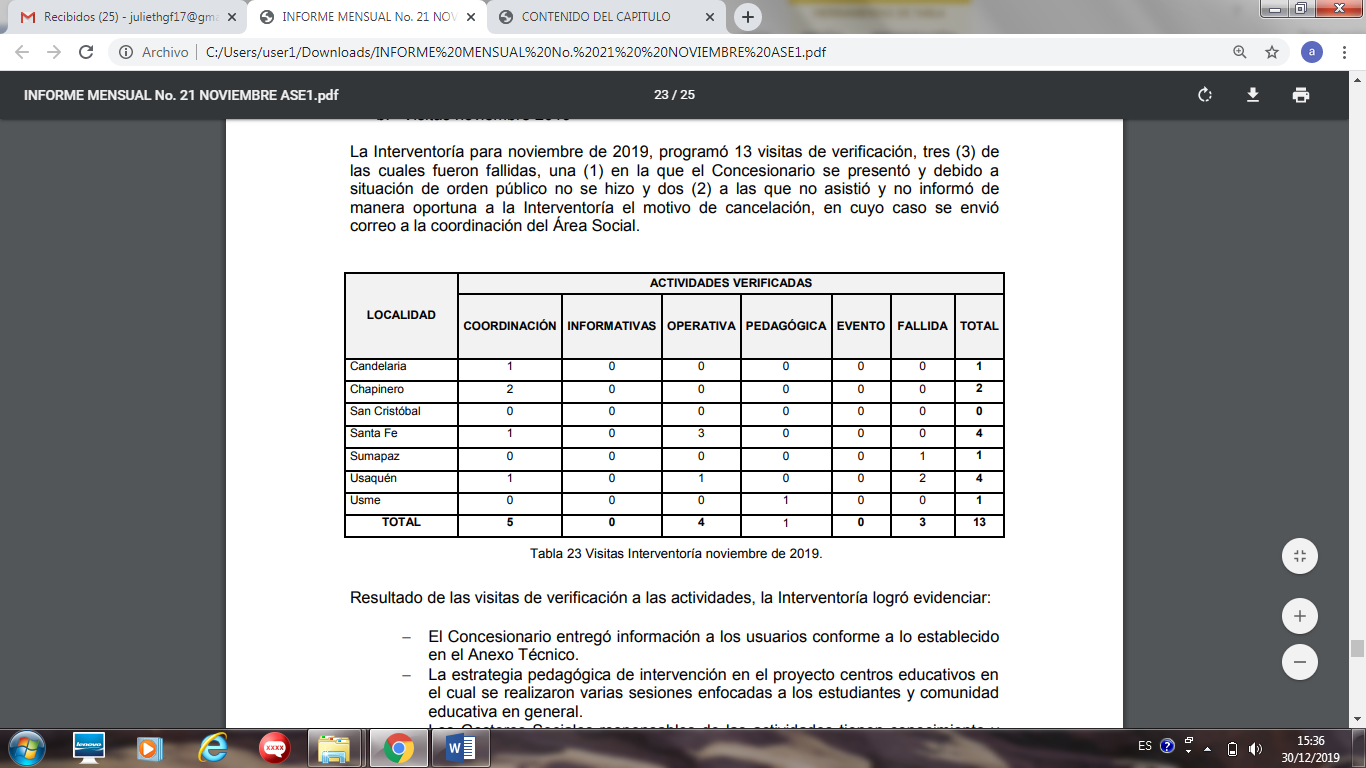 Recibidos (25) - juliethgf17@gma
INFORME MENSUAL No. 21 NOV
CONTENIDO DEL CAPITULO
Archivo
C:/Users/user1/Downloads/INFORME%20MENSUAL%20No.%2021%20%20NOVIEMBRE%20ASE1.pdf
a
INFORME MENSUAL No. 21 NOVIEMBRE ASE1.pdf
23 / 25
La Interventoría para noviembre de 2019, programó 13 visitas de verificación, tres (3) de
las cuales fueron fallidas, una (1) en la que el Concesionario se presentó y debido a
situación de orden público no se hizo y dos (2) a las que no asistió y no informó de
manera oportuna a la Interventoría el motivo de cancelación, en cuyo caso se envió
correo a la coordinación del Área Social.
ACTIVIDADES VERIFICADAS
LOCALIDAD COORDINACIÓN INFORMATIVAS OPERATIVA PEDAGÓGICA EVENTO FALLIDA TOTAL
Candelaria 1 0 0 0 0 0 1
Chapinero 2 0 0 0 0 0 2
San Cristóbal 0 0 0 0 0 0 0
Santa Fe 1 0 3 0 0 0 4
Sumapaz 0 0 0 0 0 1 1
Usaquén 1 0 1 0 0 2 4
Usme 0 0 0 1 0 0 1
TOTAL 5 0 4 1 0 3 13
Tabla 23 Visitas Interventoría noviembre de 2019.
Resultado de las visitas de verificación a las actividades, la Interventoría logró evidenciar:
– El Concesionario entregó información a los usuarios conforme a lo establecido
en el Anexo Técnico.
– La estrategia pedagógica de intervención en el proyecto centros educativos en
el cual se realizaron varias sesiones enfocadas a los estudiantes y comunidad
educativa en general.
lenovo
xxxx
ES
15:36
30/12/2019